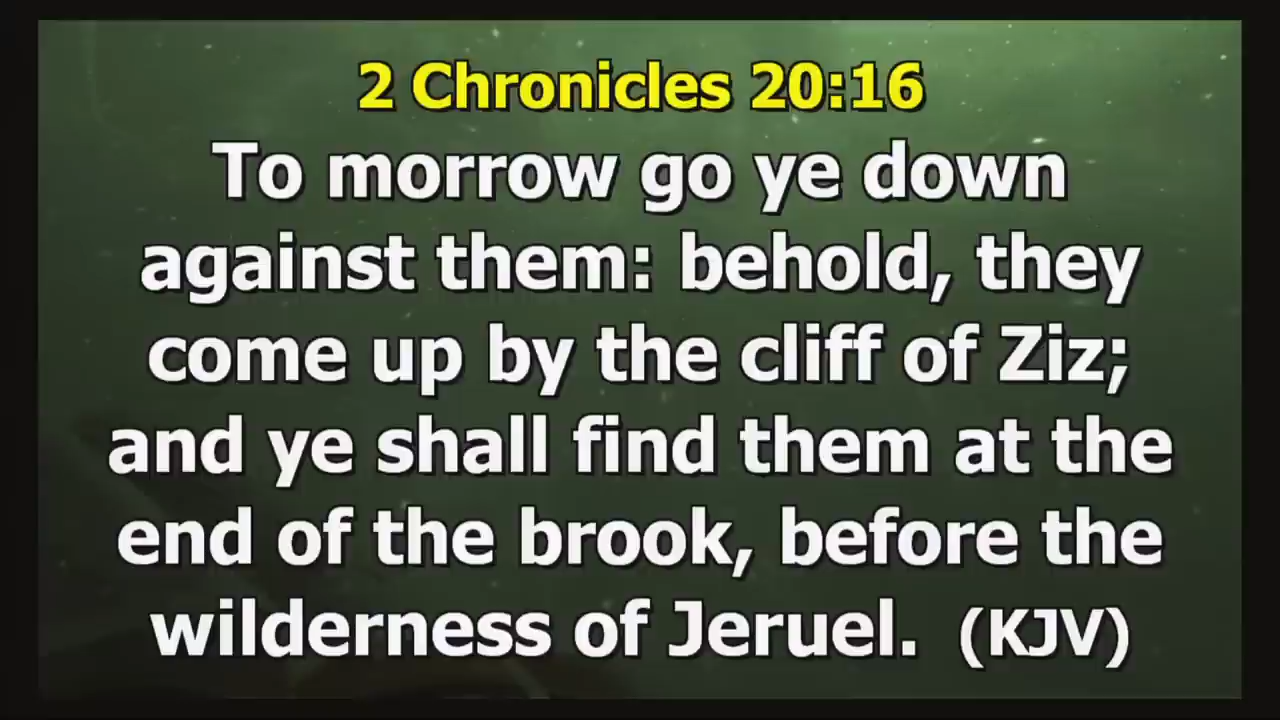 2 Chronicles 20:16
To morrow go ye down
against them: behold, they
come up by the cliff of Ziz;
and ye shall find them at the
end of the brook, before the
wilderness of Jeruel. (KJV)